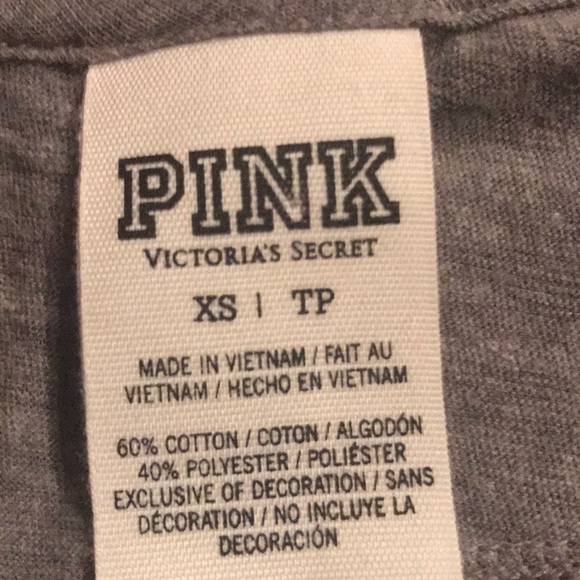 PINK
VICTORIA'S SECRET
XS | TP
MADE IN VIETNAM / FAIT AU
VIETNAM / HECHO EN VIETNAM
60% COTTON / COTON / ALGODÓN
40% POLYESTER / POLIÉSTER
EXCLUSIVE OF DECORATION / SANS
DÉCORATION / NO INCLUYE LA
DECORACIÓN